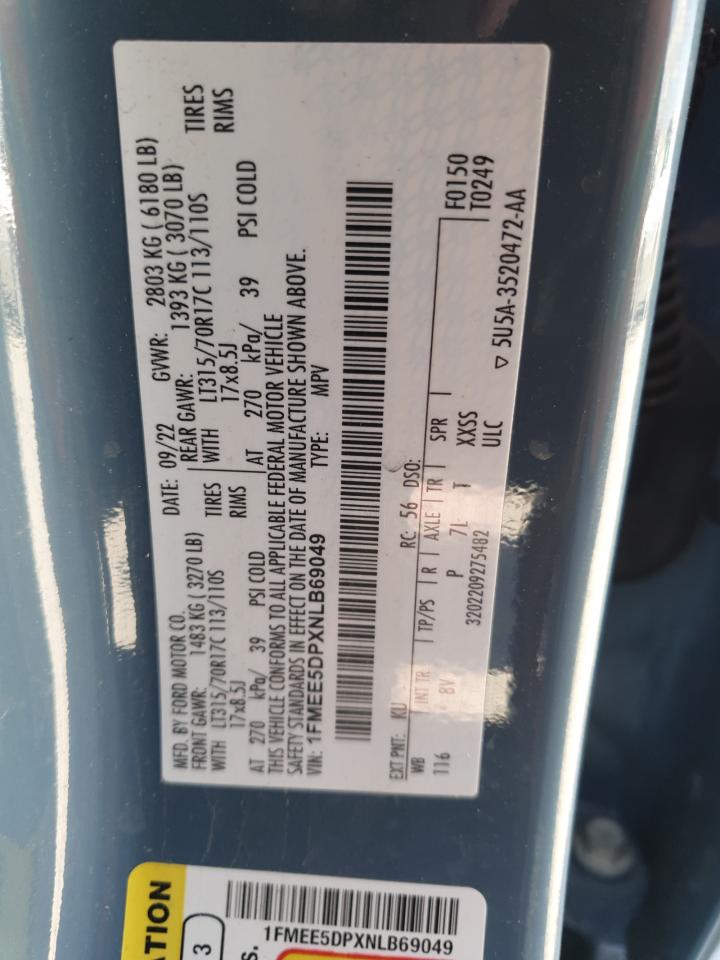 MFD. BY FORD MOTOR CO. DATE: 09/22 GVWR: 2803 KG ( 6180 LB)
FRONT GAWR: 1483 KG ( 3270 LB) REAR GAWR: 1393 KG ( 3070 LB)
WITH LT315/70R17C 113/110S TIRES WITH LT315/70R17C 113/110S TIRES
17x8.5J RIMS 17x8.5J RIMS
AT 270 kPa/ 39 PSI COLD AT 270 kPa/ 39 PSI COLD
THIS VEHICLE CONFORMS TO ALL APPLICABLE FEDERAL MOTOR VEHICLE
SAFETY STANDARDS IN EFFECT ON THE DATE OF MANUFACTURE SHOWN ABOVE.
VIN: 1FMEE5DPXNLB69049 TYPE: MPV
EXT PNT: KU RC: 56 DSO: F0150
WB INT TR TP/PS R AXLE TR SPR T0249
116 8V P 7L T XXSS
3202209275482 ULC
▽ 5U5A-3520472-AA
1FMEE5DPXNLB69049
3